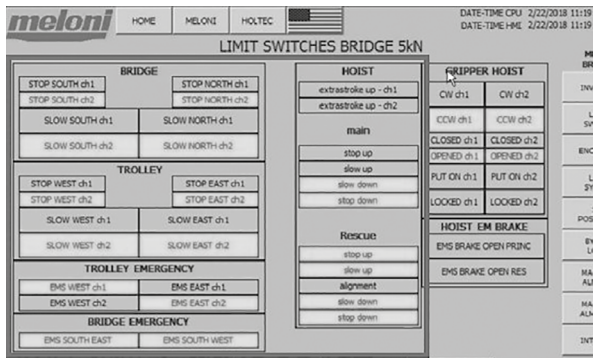 meloni
HOME
MELONI
HOLTEC
DATE-TIME CPU 2/22/2018 11:19
DATE-TIME HMI 2/22/2018 11:19
LIMIT SWITCHES BRIDGE 5kN
BRIDGE
STOP SOUTH ch1 STOP NORTH ch1
STOP SOUTH ch2 STOP NORTH ch2
SLOW SOUTH ch1 SLOW NORTH ch1
SLOW SOUTH ch2 SLOW NORTH ch2
TROLLEY
STOP WEST ch1 STOP EAST ch1
STOP WEST ch2 STOP EAST ch2
SLOW WEST ch1 SLOW EAST ch1
SLOW WEST ch2 SLOW EAST ch2
TROLLEY EMERGENCY
EMS WEST ch1 EMS EAST ch1
EMS WEST ch2 EMS EAST ch2
BRIDGE EMERGENCY
EMS SOUTH EAST EMS SOUTH WEST
HOIST
extrastroke up - ch1
extrastroke up - ch2
main
stop up
slow up
slow down
stop down
Rescue
stop up
slow up
alignment
slow down
stop down
GRIPPER HOIST
CW ch1 CW ch2
CCW ch1 CCW ch2
CLOSED ch1 CLOSED ch2
OPENED ch1 OPENED ch2
PUT ON ch1 PUT ON ch2
LOCKED ch1 LOCKED ch2
HOIST EM BRAKE
EMS BRAKE OPEN PRINC
EMS BRAKE OPEN RES